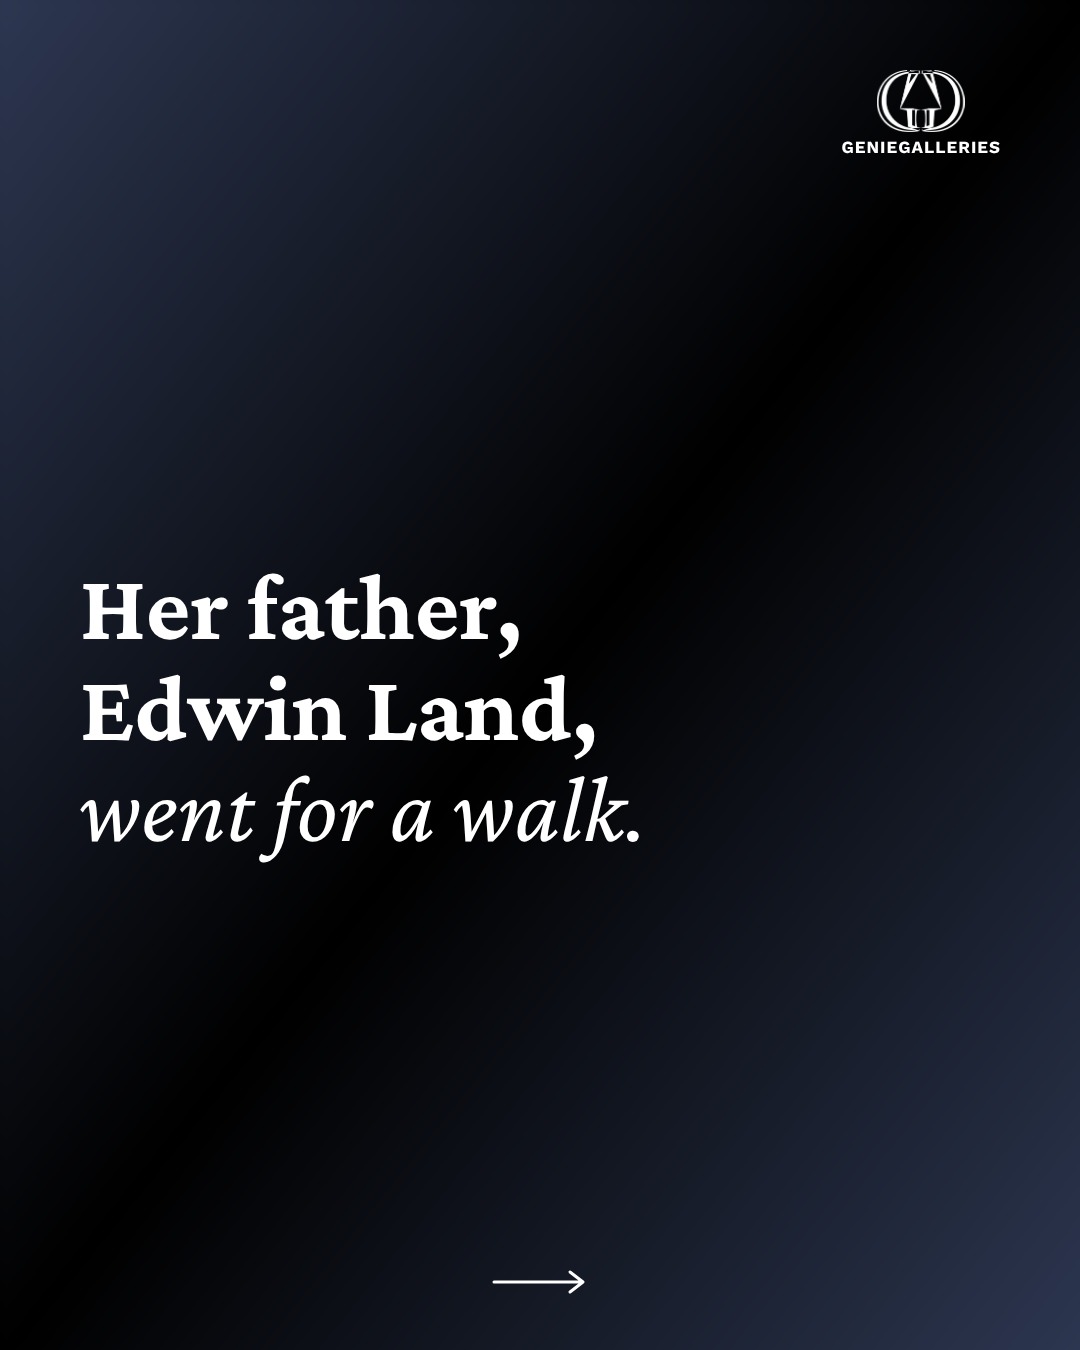 GENIEGALLERIES
Her father,
Edwin Land,
went for a walk.